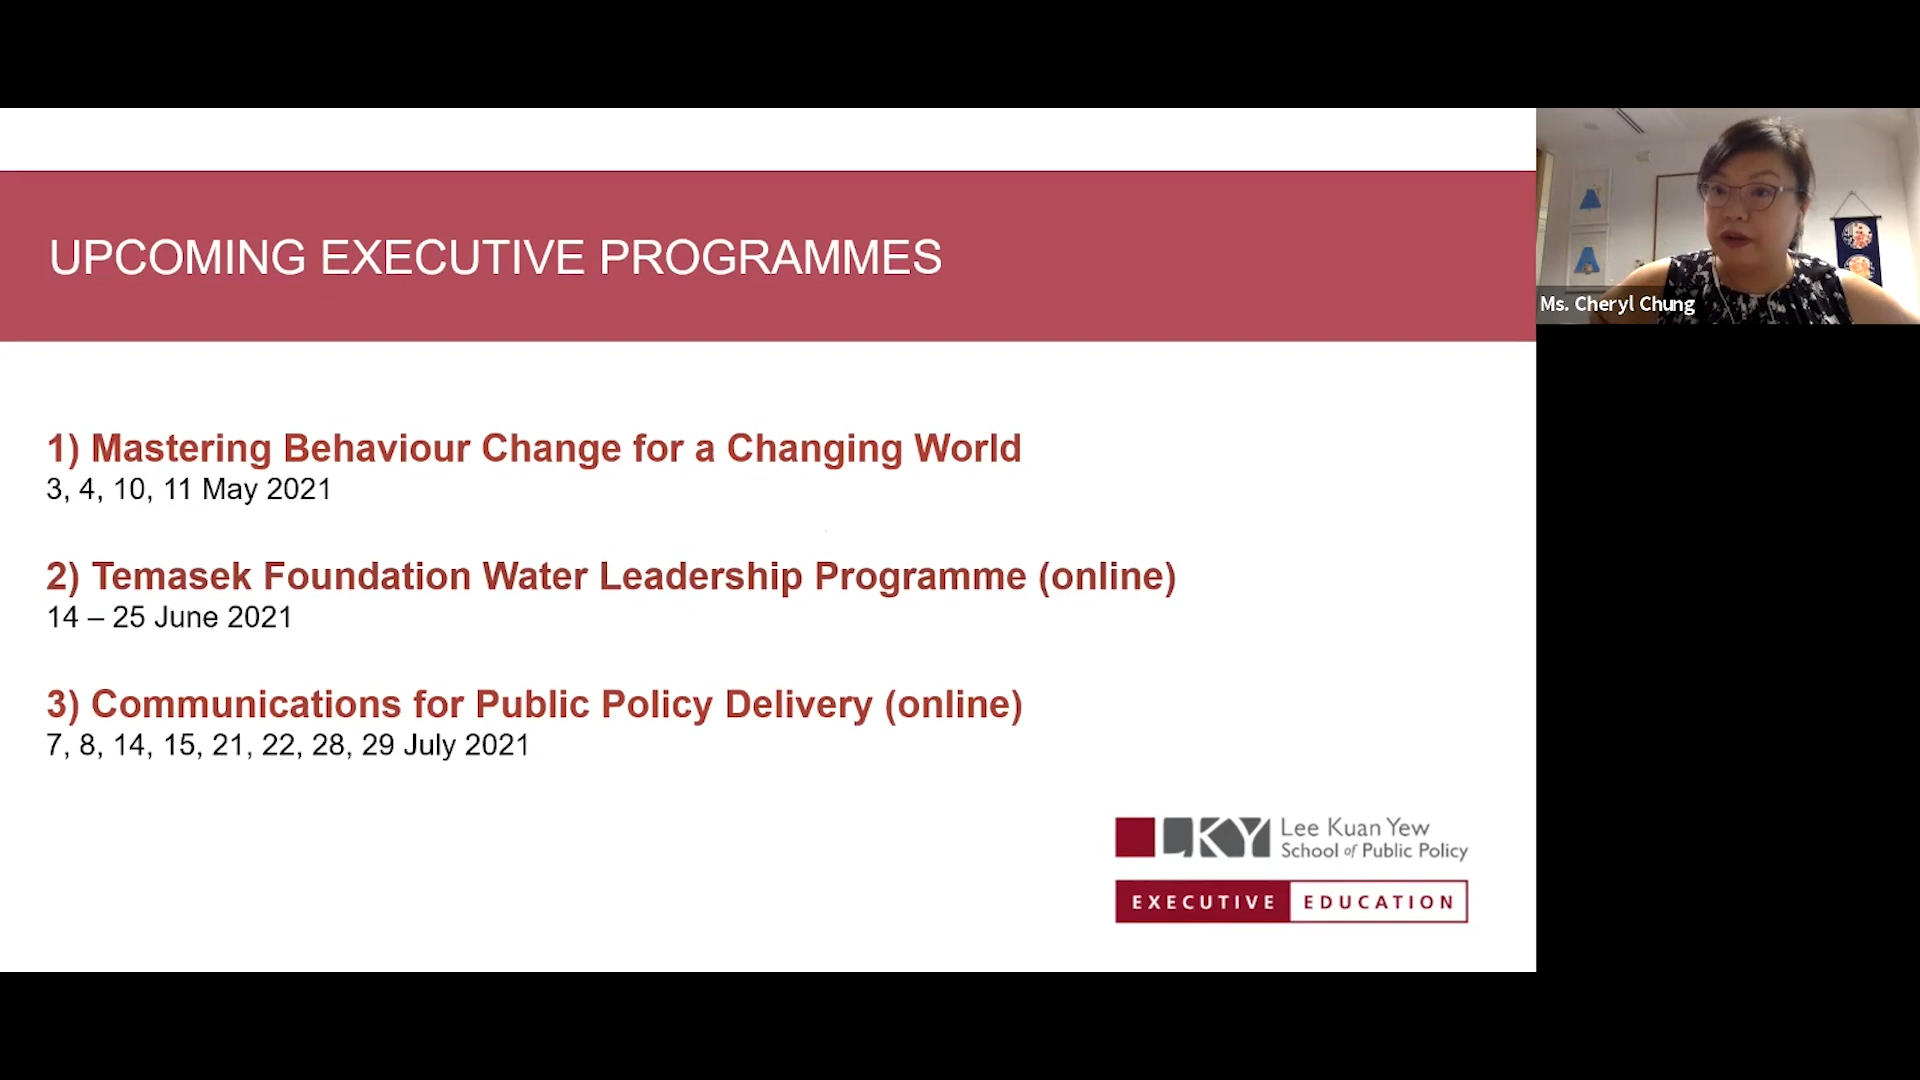 UPCOMING EXECUTIVE PROGRAMMES
Ms. Cheryl Chung
1) Mastering Behaviour Change for a Changing World
3, 4, 10, 11 May 2021
2) Temasek Foundation Water Leadership Programme (online)
14 – 25 June 2021
3) Communications for Public Policy Delivery (online)
7, 8, 14, 15, 21, 22, 28, 29 July 2021
LKY Lee Kuan Yew
School of Public Policy
EXECUTIVE EDUCATION